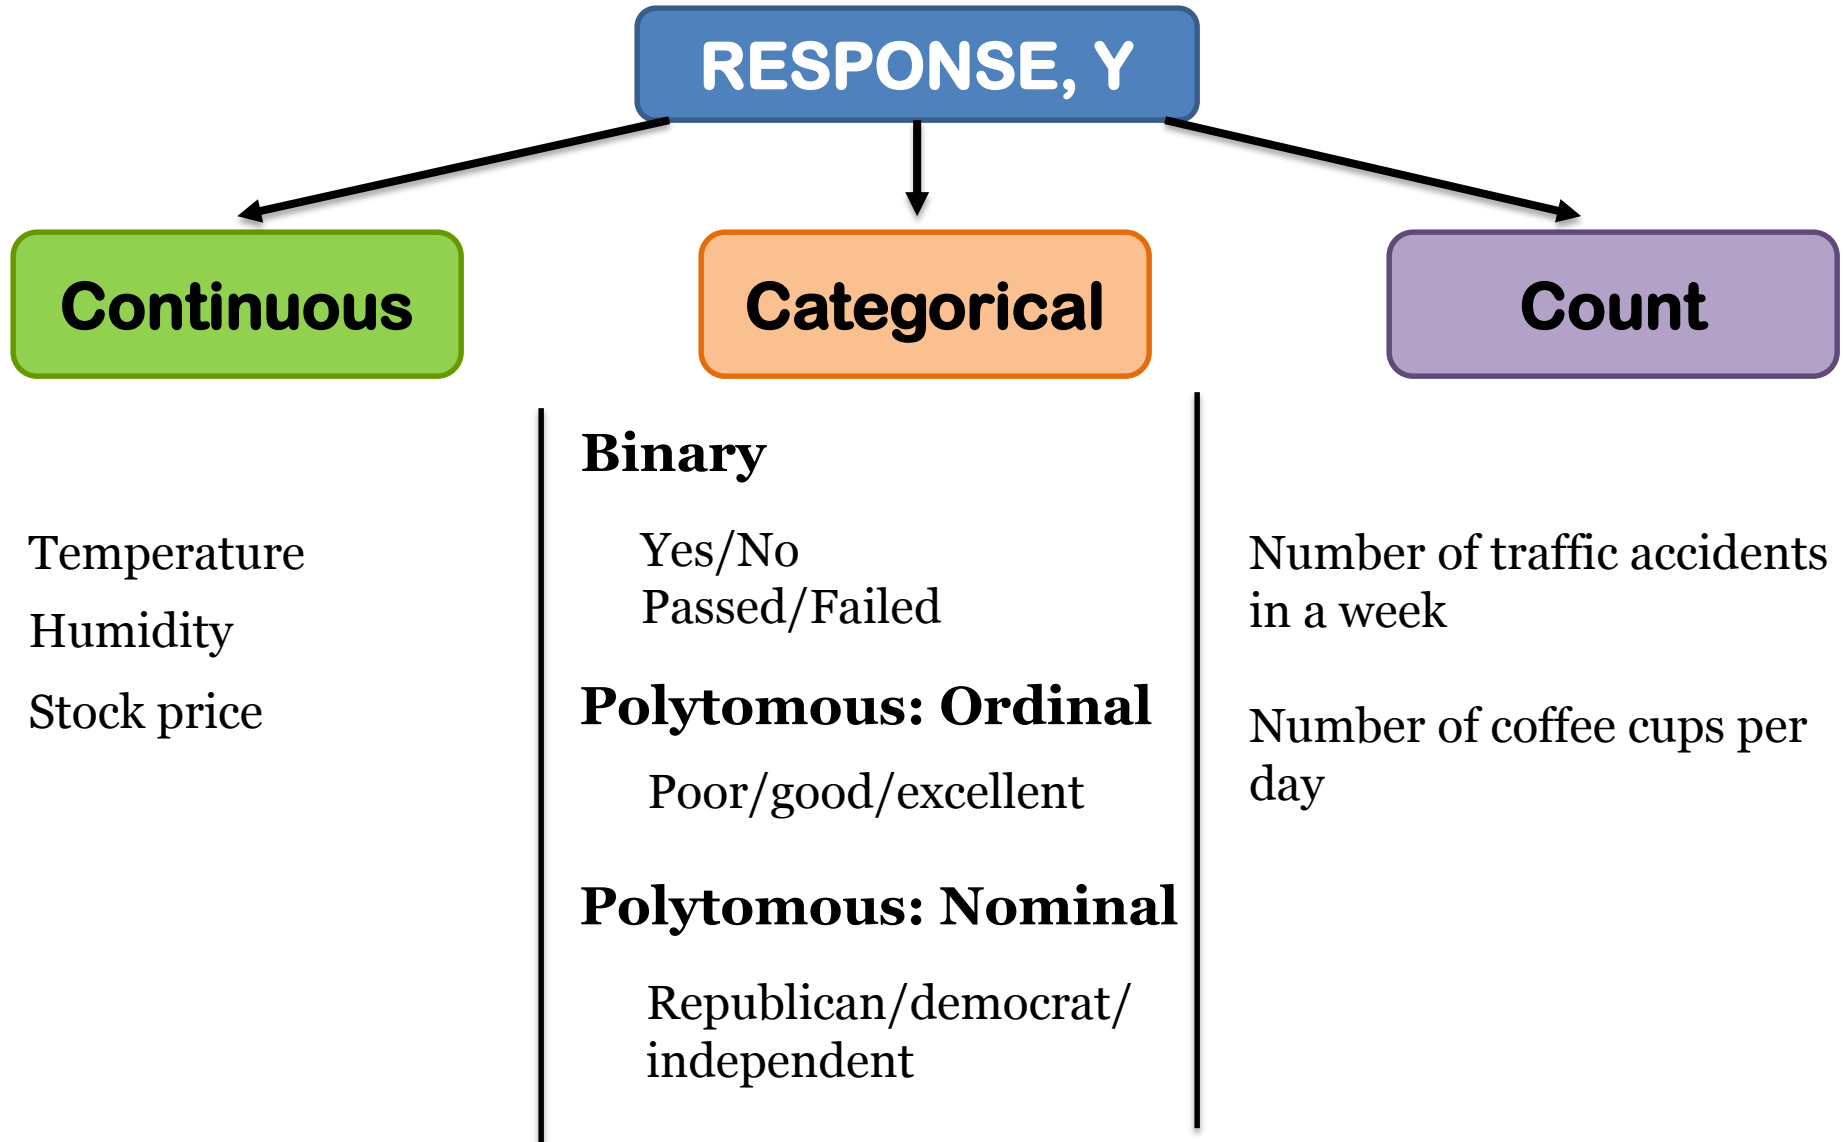 RESPONSE, Y
Continuous
Categorical
Count
Temperature
Humidity
Stock price
Binary
Yes/No
Passed/Failed
Polytomous: Ordinal
Poor/good/excellent
Polytomous: Nominal
Republican/democrat/
independent
Number of traffic accidents
in a week
Number of coffee cups per
day